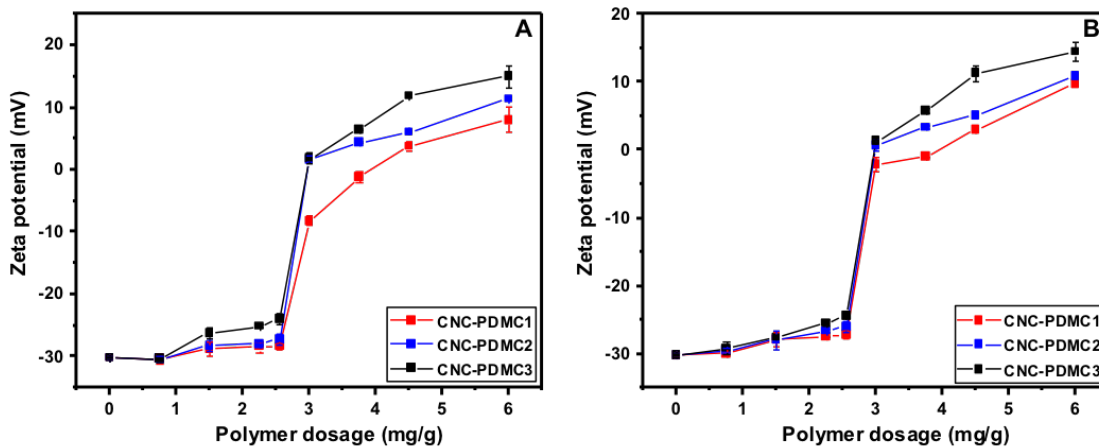 A
Zeta potential (mV)
20
10
0
-10
-20
-30
0 1 2 3 4 5 6
Polymer dosage (mg/g)
CNC-PDMC1
CNC-PDMC2
CNC-PDMC3
B
Zeta potential (mV)
20
10
0
-10
-20
-30
0 1 2 3 4 5 6
Polymer dosage (mg/g)
CNC-PDMC1
CNC-PDMC2
CNC-PDMC3